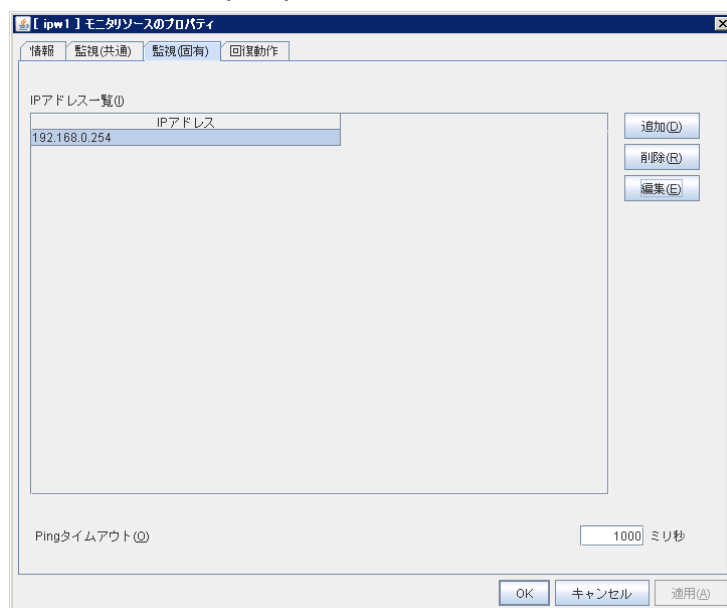 [ ipw1 ] モニタリソースのプロパティ
情報 監視(共通) 監視(固有) 回復動作
IPアドレス一覧(I)
IPアドレス
192.168.0.254
追加(D)
削除(R)
編集(E)
Pingタイムアウト(O) 1000 ミリ秒
OK キャンセル 適用(A)